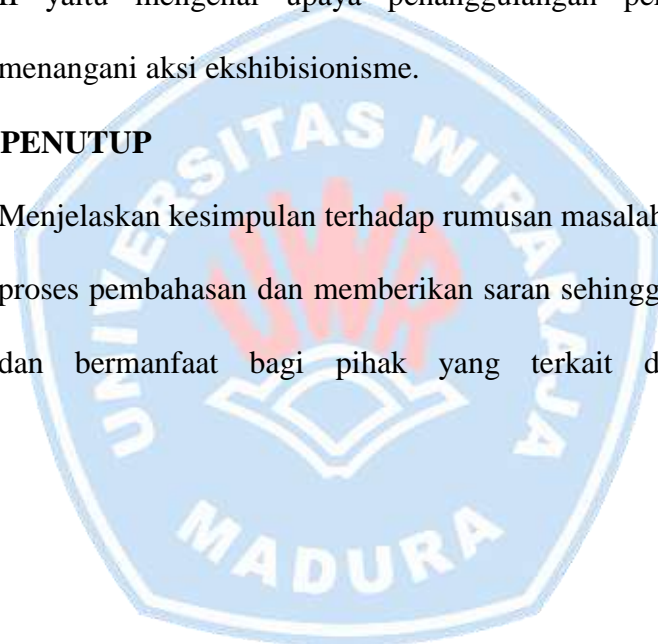 II yaitu mengenai upaya penanggulangan pe
menangani aksi ekshibisionisme.
PENUTUP
Menjelaskan kesimpulan terhadap rumusan masalah
proses pembahasan dan memberikan saran sehingg
dan bermanfaat bagi pihak yang terkait d
UNIVERSITAS WIRARAJA
UWR
MADURA